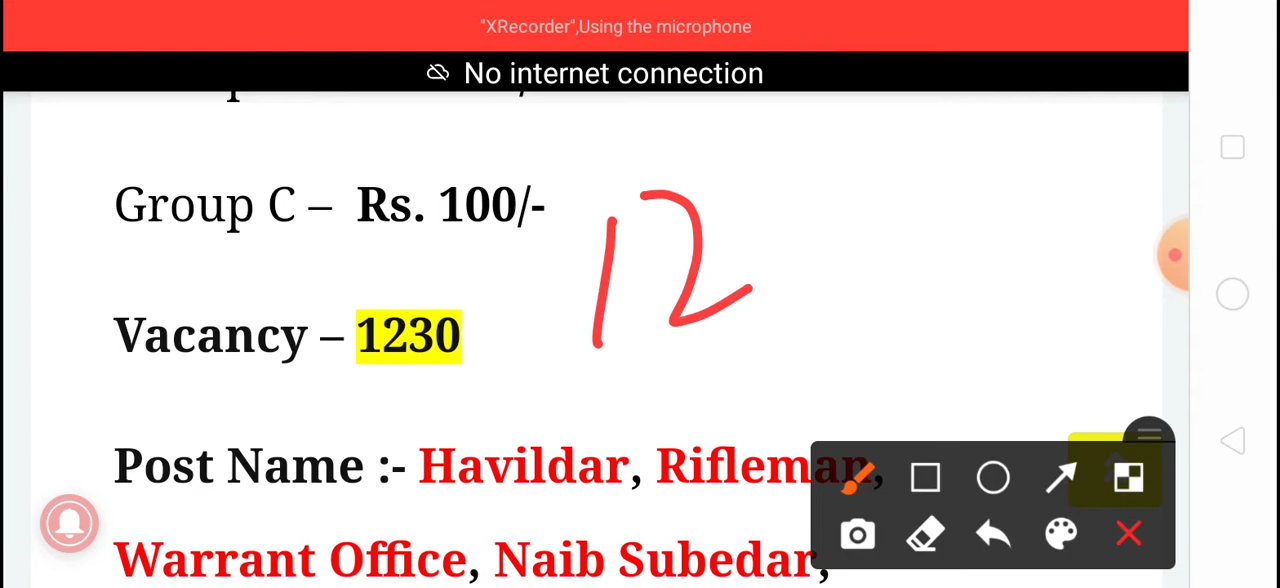 "XRecorder",Using the microphone
No internet connection
Group C – Rs. 100/-
12
Vacancy – 1230
Post Name :- Havildar, Rifleman,
Warrant Office, Naib Subedar,